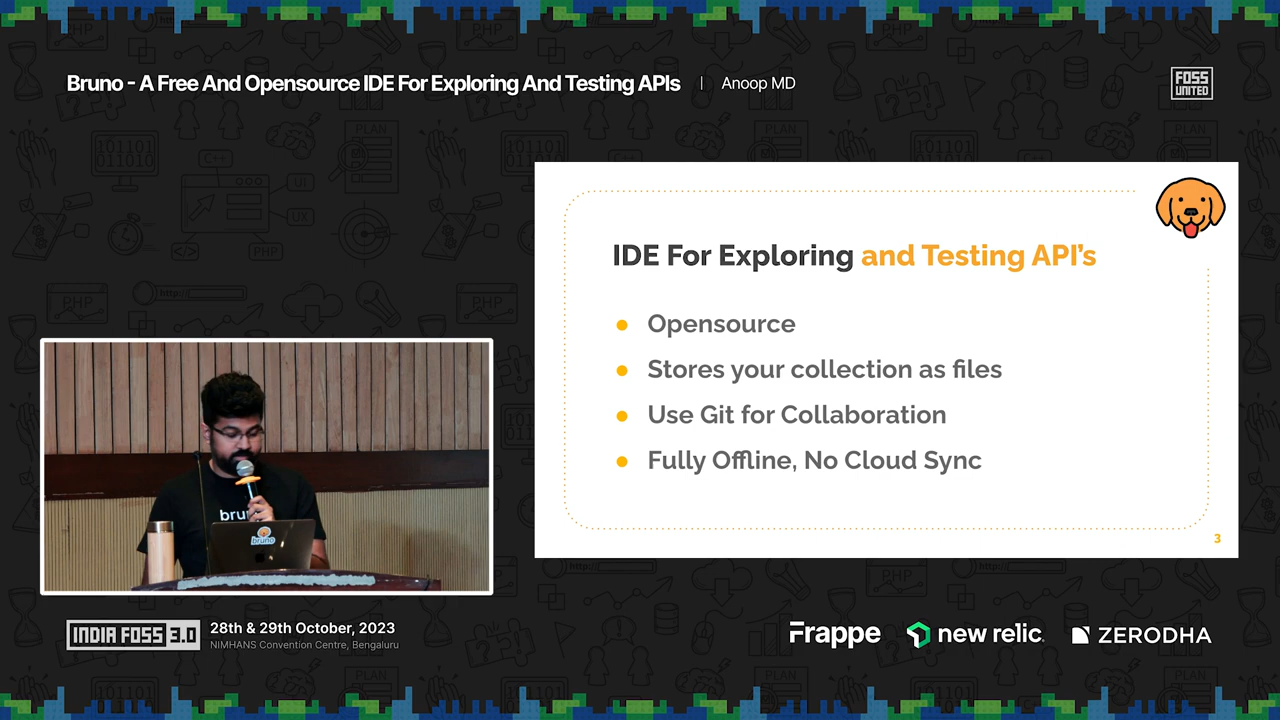 Bruno - A Free And Opensource IDE For Exploring And Testing APIs | Anoop MD
FOSS
UNITED
IDE For Exploring and Testing API's
Opensource
Stores your collection as files
Use Git for Collaboration
Fully Offline, No Cloud Sync
3
bruno
INDIA FOSS 3.0
28th & 29th October, 2023
NIMHANS Convention Centre, Bengaluru
Frappe
new relic
ZERODHA